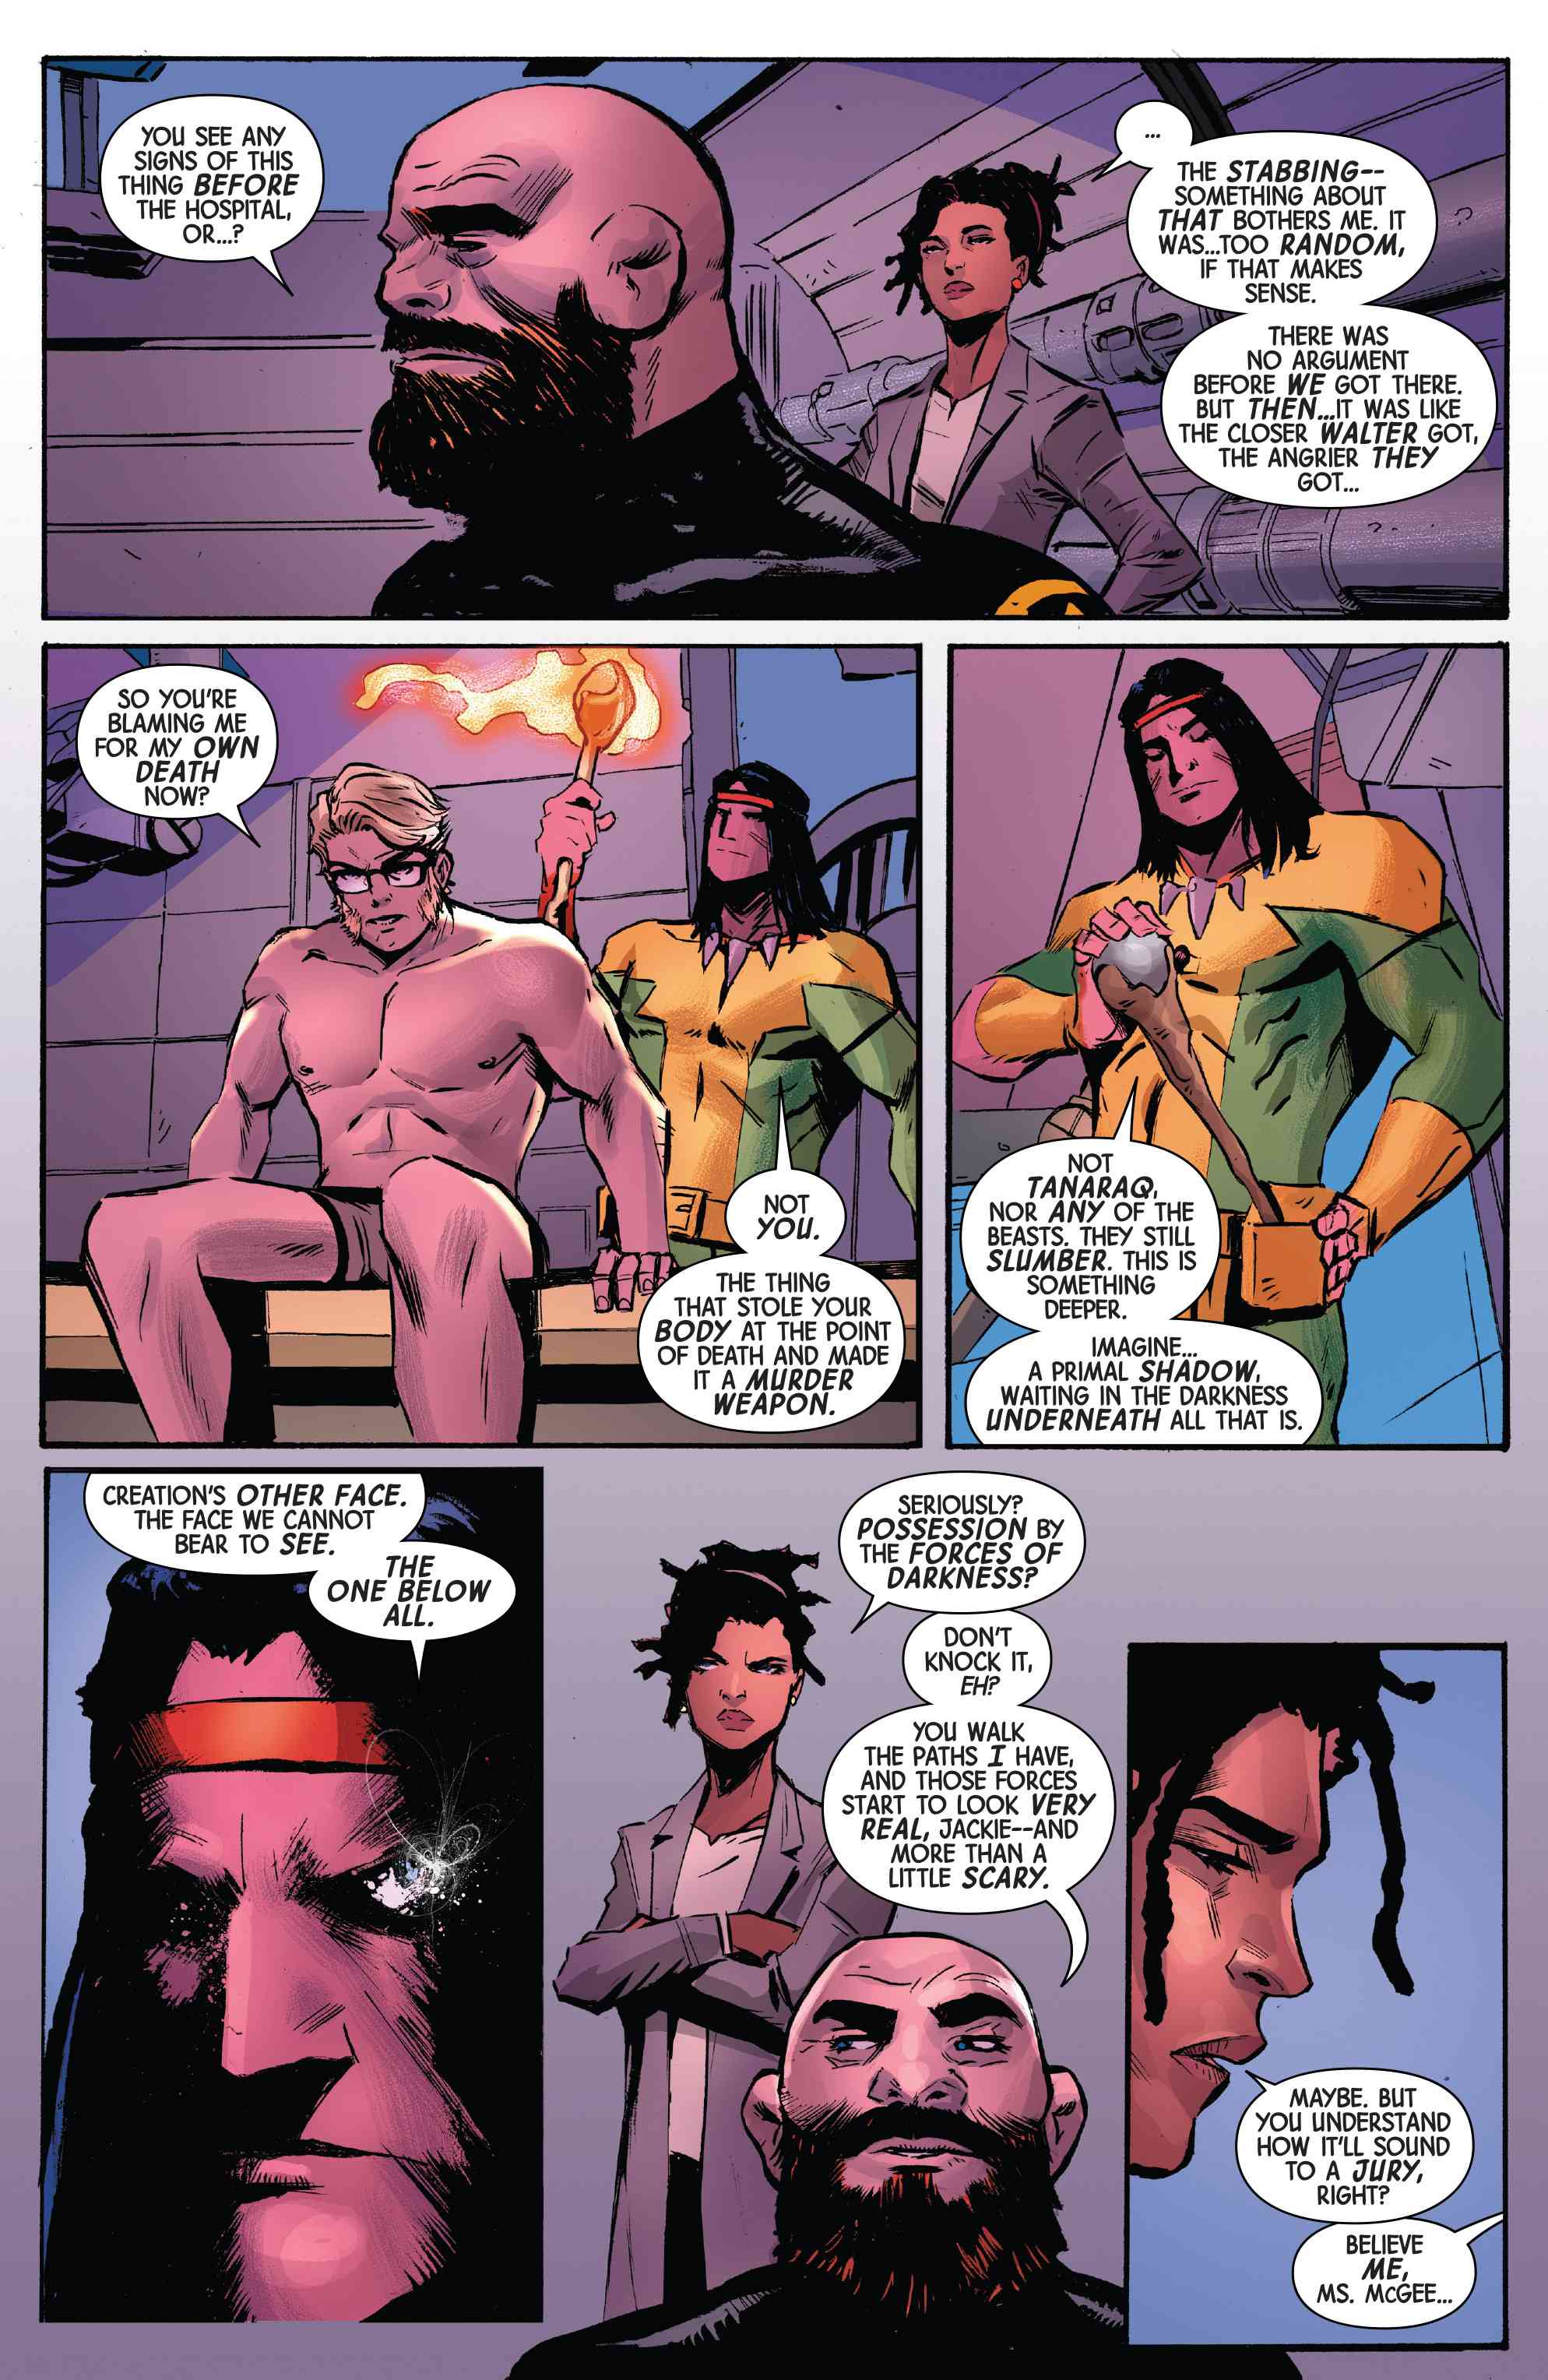 YOU SEE ANY
SIGNS OF THIS
THING BEFORE
THE HOSPITAL,
OR...?
...
THE STABBING--
SOMETHING ABOUT
THAT BOTHERS ME. IT
WAS...TOO RANDOM,
IF THAT MAKES
SENSE.
THERE WAS
NO ARGUMENT
BEFORE WE GOT THERE.
BUT THEN...IT WAS LIKE
THE CLOSER WALTER GOT,
THE ANGRIER THEY
GOT...
SO YOU'RE
BLAMING ME
FOR MY OWN
DEATH
NOW?
NOT
YOU.
THE THING
THAT STOLE YOUR
BODY AT THE POINT
OF DEATH AND MADE
IT A MURDER
WEAPON.
NOT
TANARAQ,
NOR ANY OF THE
BEASTS. THEY STILL
SLUMBER. THIS IS
SOMETHING
DEEPER.
IMAGINE...
A PRIMAL SHADOW,
WAITING IN THE DARKNESS
UNDERNEATH ALL THAT IS.
CREATION'S OTHER FACE.
THE FACE WE CANNOT
BEAR TO SEE.
THE
ONE BELOW
ALL.
SERIOUSLY?
POSSESSION BY
THE FORCES OF
DARKNESS?
DON'T
KNOCK IT,
EH?
YOU WALK
THE PATHS I HAVE,
AND THOSE FORCES
START TO LOOK VERY
REAL, JACKIE--AND
MORE THAN A
LITTLE SCARY.
MAYBE. BUT
YOU UNDERSTAND
HOW IT'LL SOUND
TO A JURY,
RIGHT?
BELIEVE
ME,
MS. McGEE...